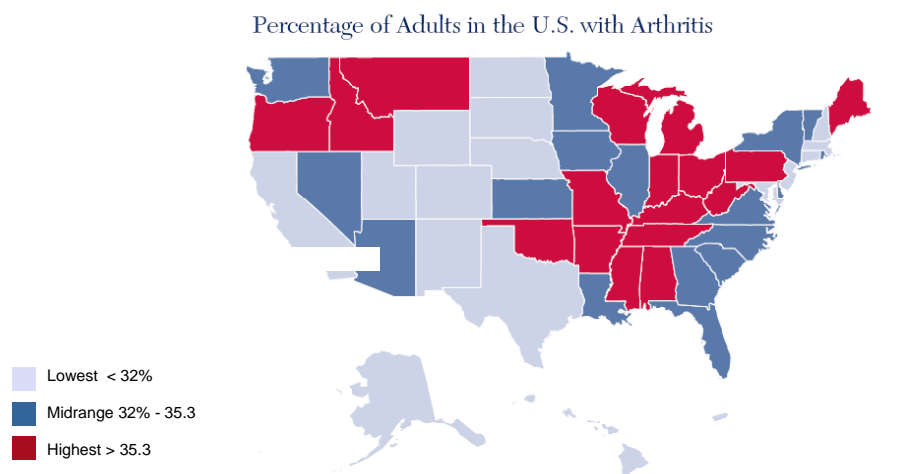 Percentage of Adults in the U.S. with Arthritis
Lowest < 32%
Midrange 32% - 35.3
Highest > 35.3